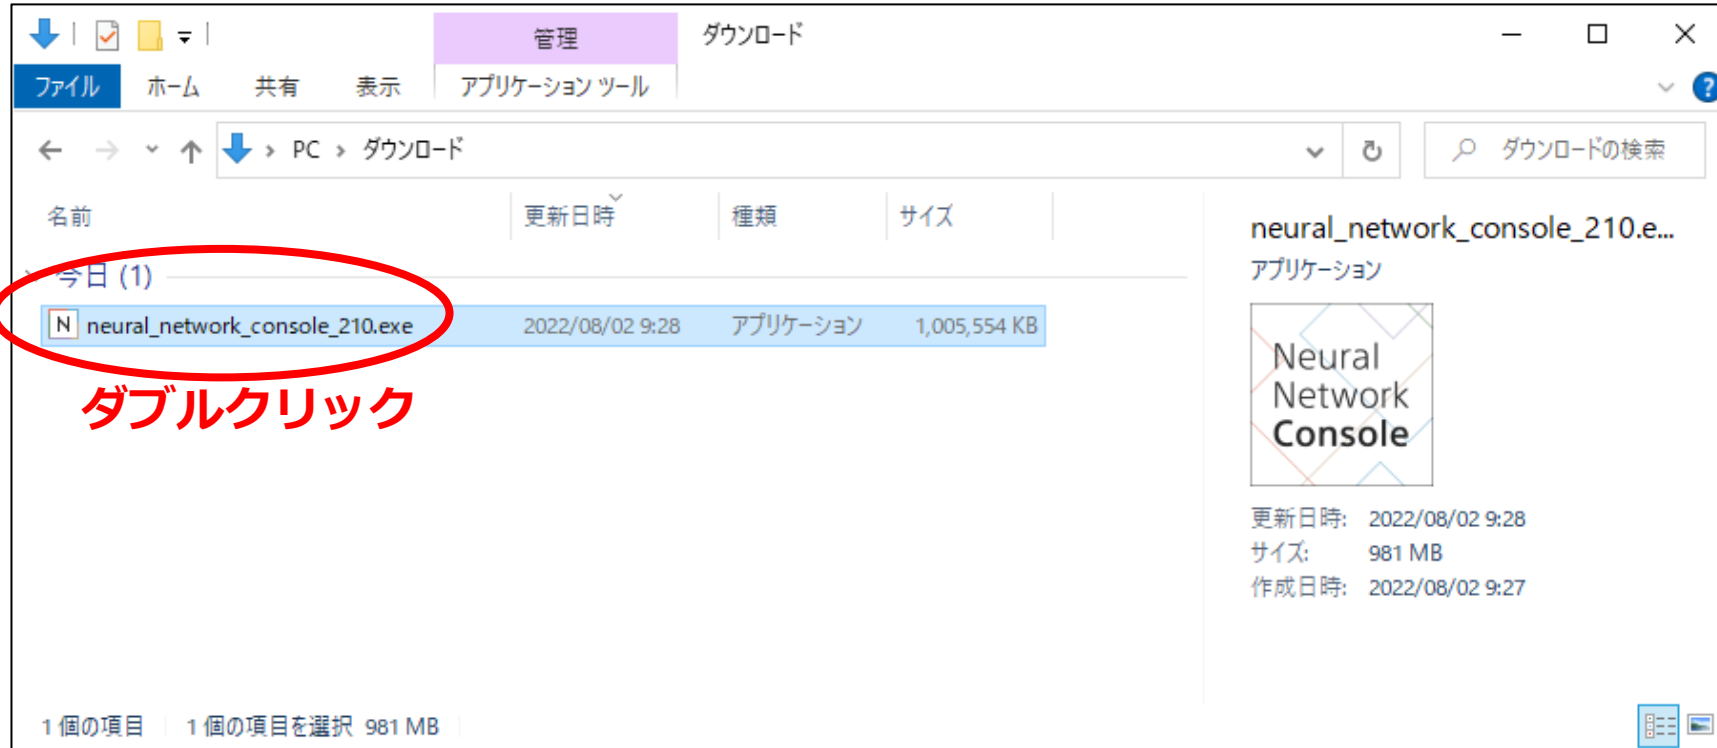 管理
ダウンロード
ファイル ホーム 共有 表示 アプリケーション ツール
PC ダウンロード
ダウンロードの検索
名前 更新日時 種類 サイズ
今日 (1)
N neural_network_console_210.exe 2022/08/02 9:28 アプリケーション 1,005,554 KB
ダブルクリック
neural_network_console_210.e...
アプリケーション
Neural
Network
Console
更新日時: 2022/08/02 9:28
サイズ: 981 MB
作成日時: 2022/08/02 9:27
1 個の項目 1 個の項目を選択 981 MB